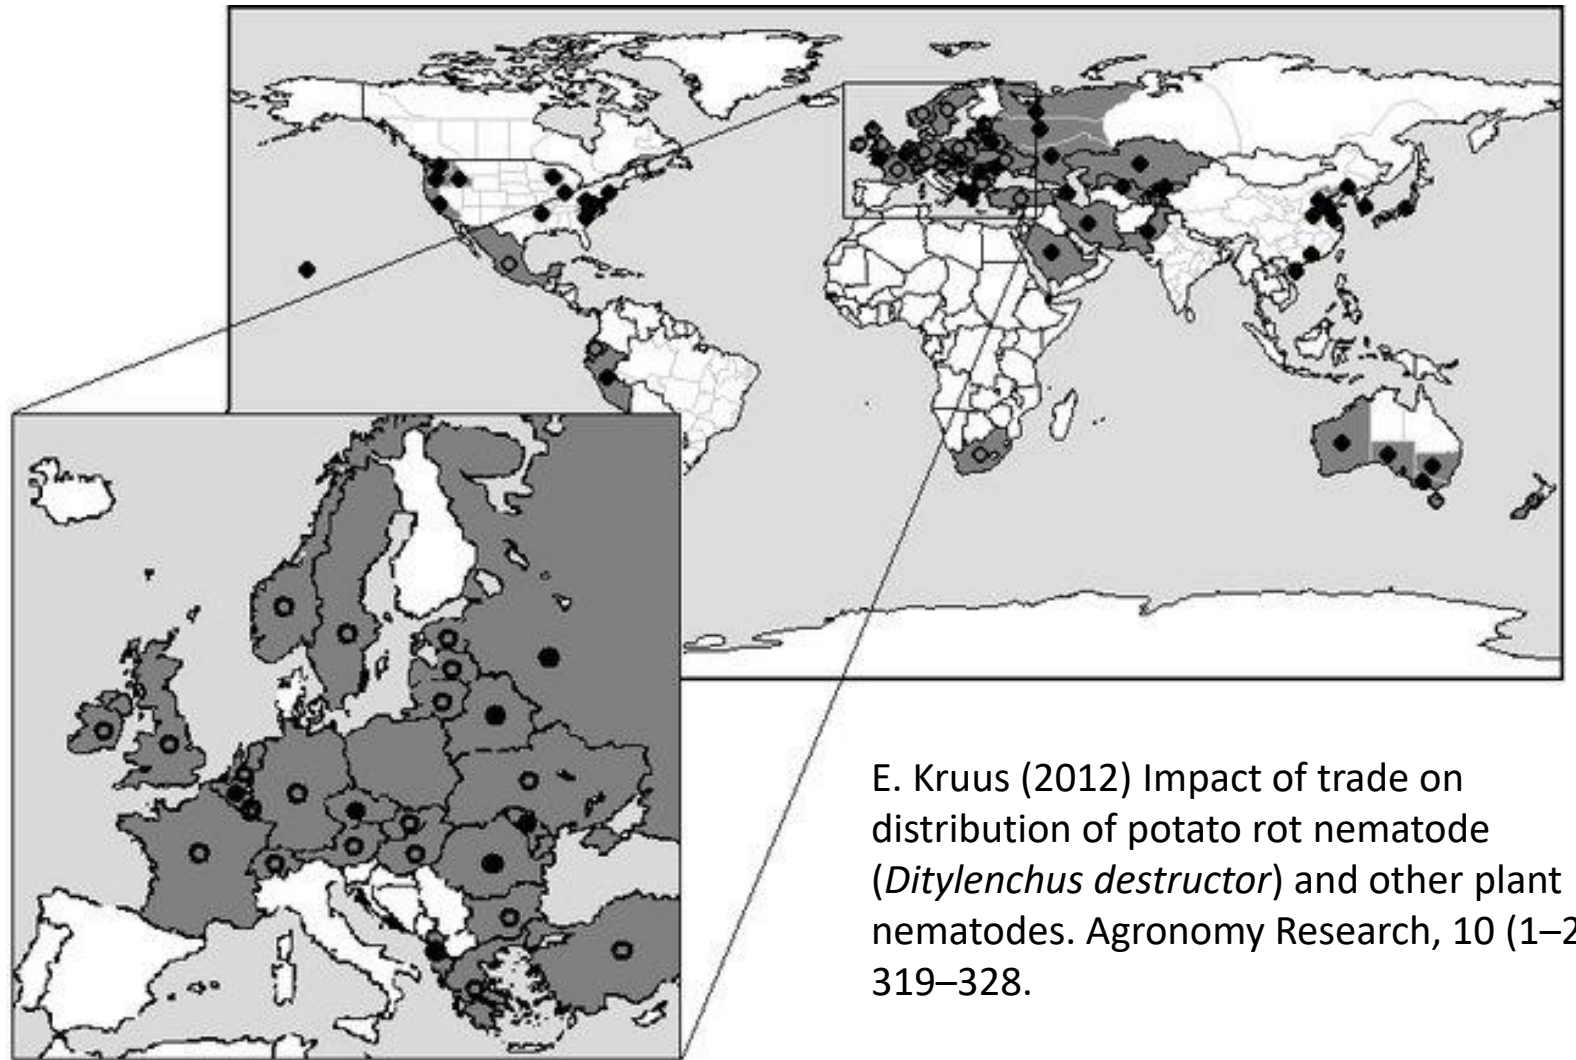 E. Kruus (2012) Impact of trade on
distribution of potato rot nematode
(Ditylenchus destructor) and other plant
nematodes. Agronomy Research, 10 (1–2
319–328.